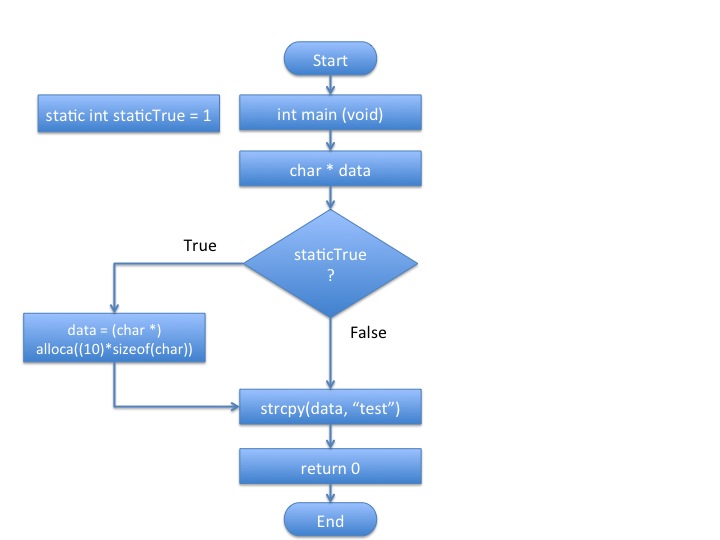 Start
static int staticTrue = 1
int main (void)
char * data
True
staticTrue
?
data = (char *)
alloca((10)*sizeof(char))
False
strcpy(data, “test”)
return 0
End